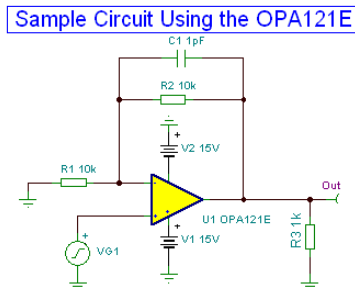 Sample Circuit Using the OPA121E
C1 1pF
R2 10k
V2 15V
R1 10k
Out
U1 OPA121E
V1 15V
VG1
R3 1k